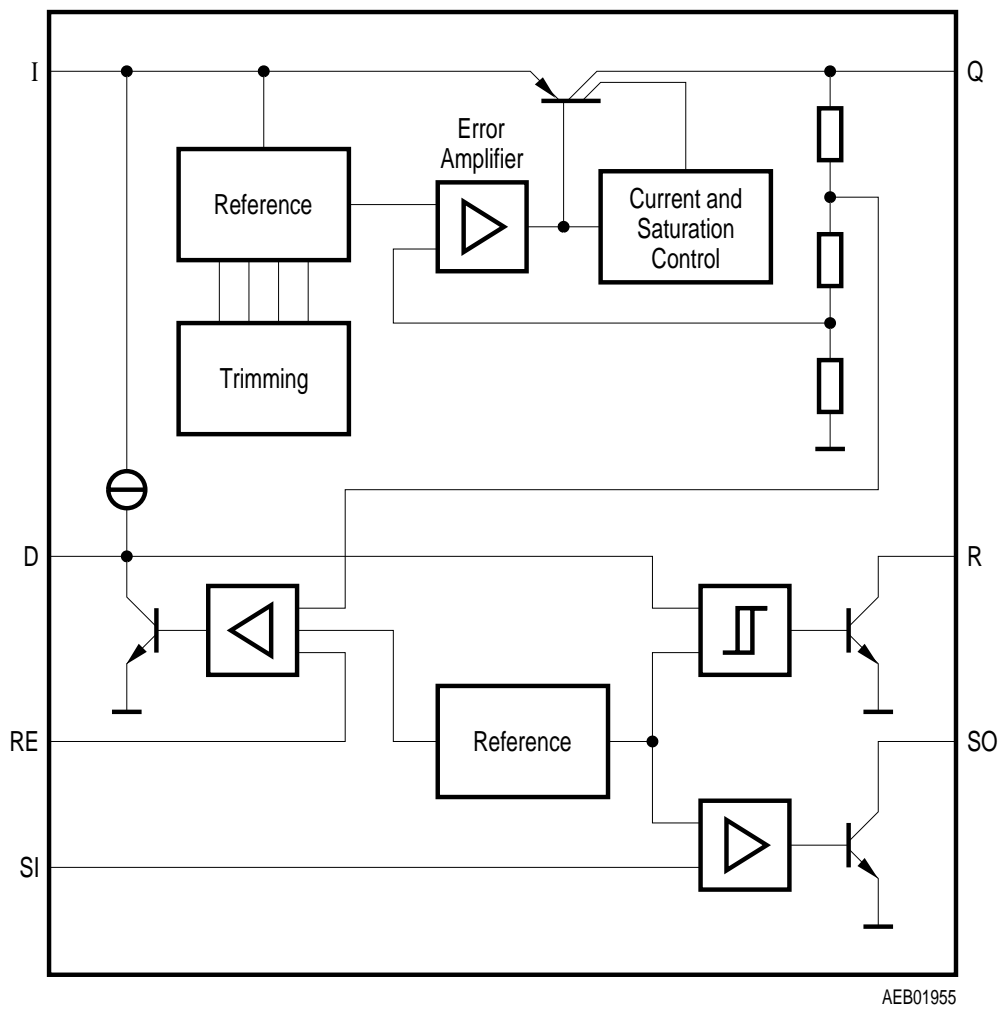 I
Q
Error
Amplifier
Reference
Current and
Saturation
Control
Trimming
D
R
Reference
RE
SO
SI
AEB01955